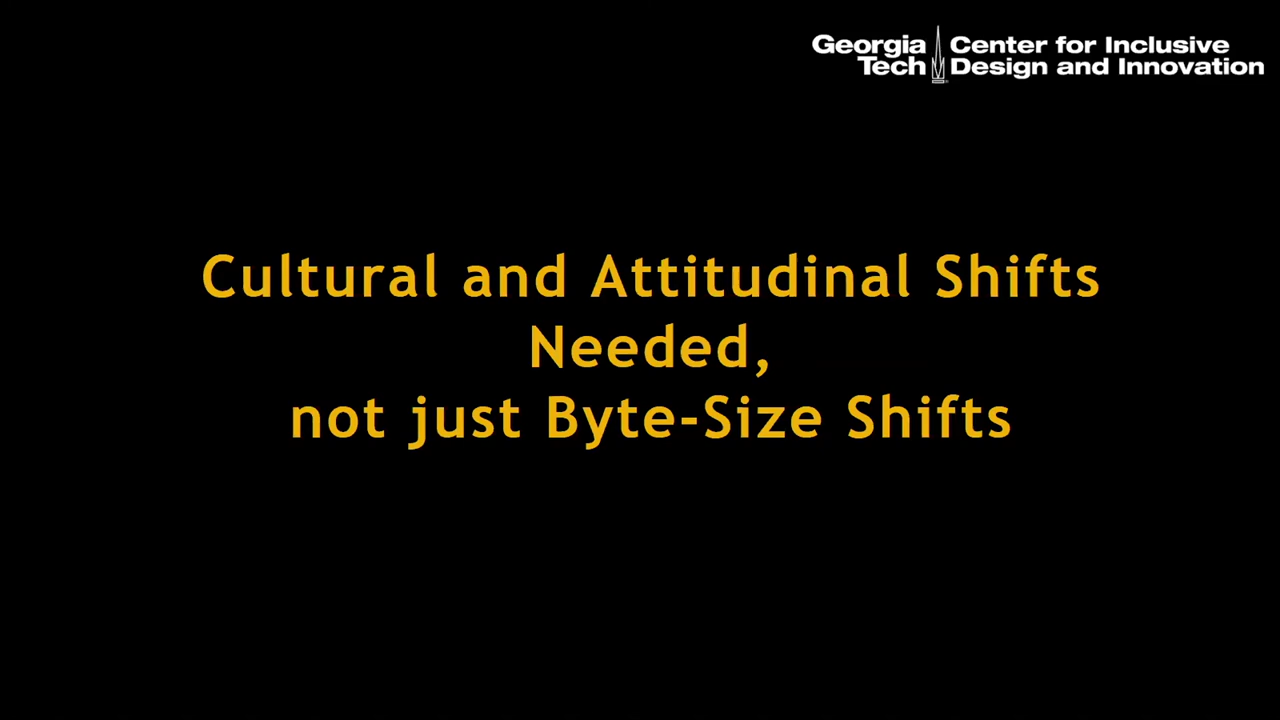 Georgia Tech
Center for Inclusive Design and Innovation
Cultural and Attitudinal Shifts
Needed,
not just Byte-Size Shifts